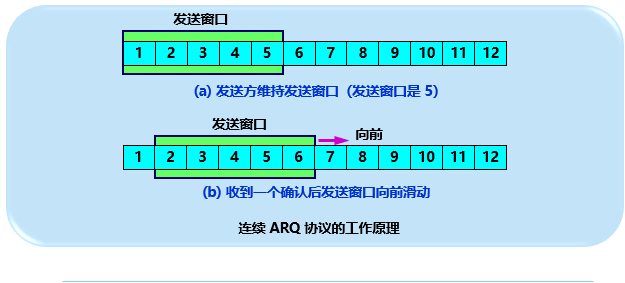 发送窗口
1 2 3 4 5 6 7 8 9 10 11 12
(a) 发送方维持发送窗口（发送窗口是 5）
发送窗口
向前
1 2 3 4 5 6 7 8 9 10 11 12
(b) 收到一个确认后发送窗口向前滑动
连续 ARQ 协议的工作原理